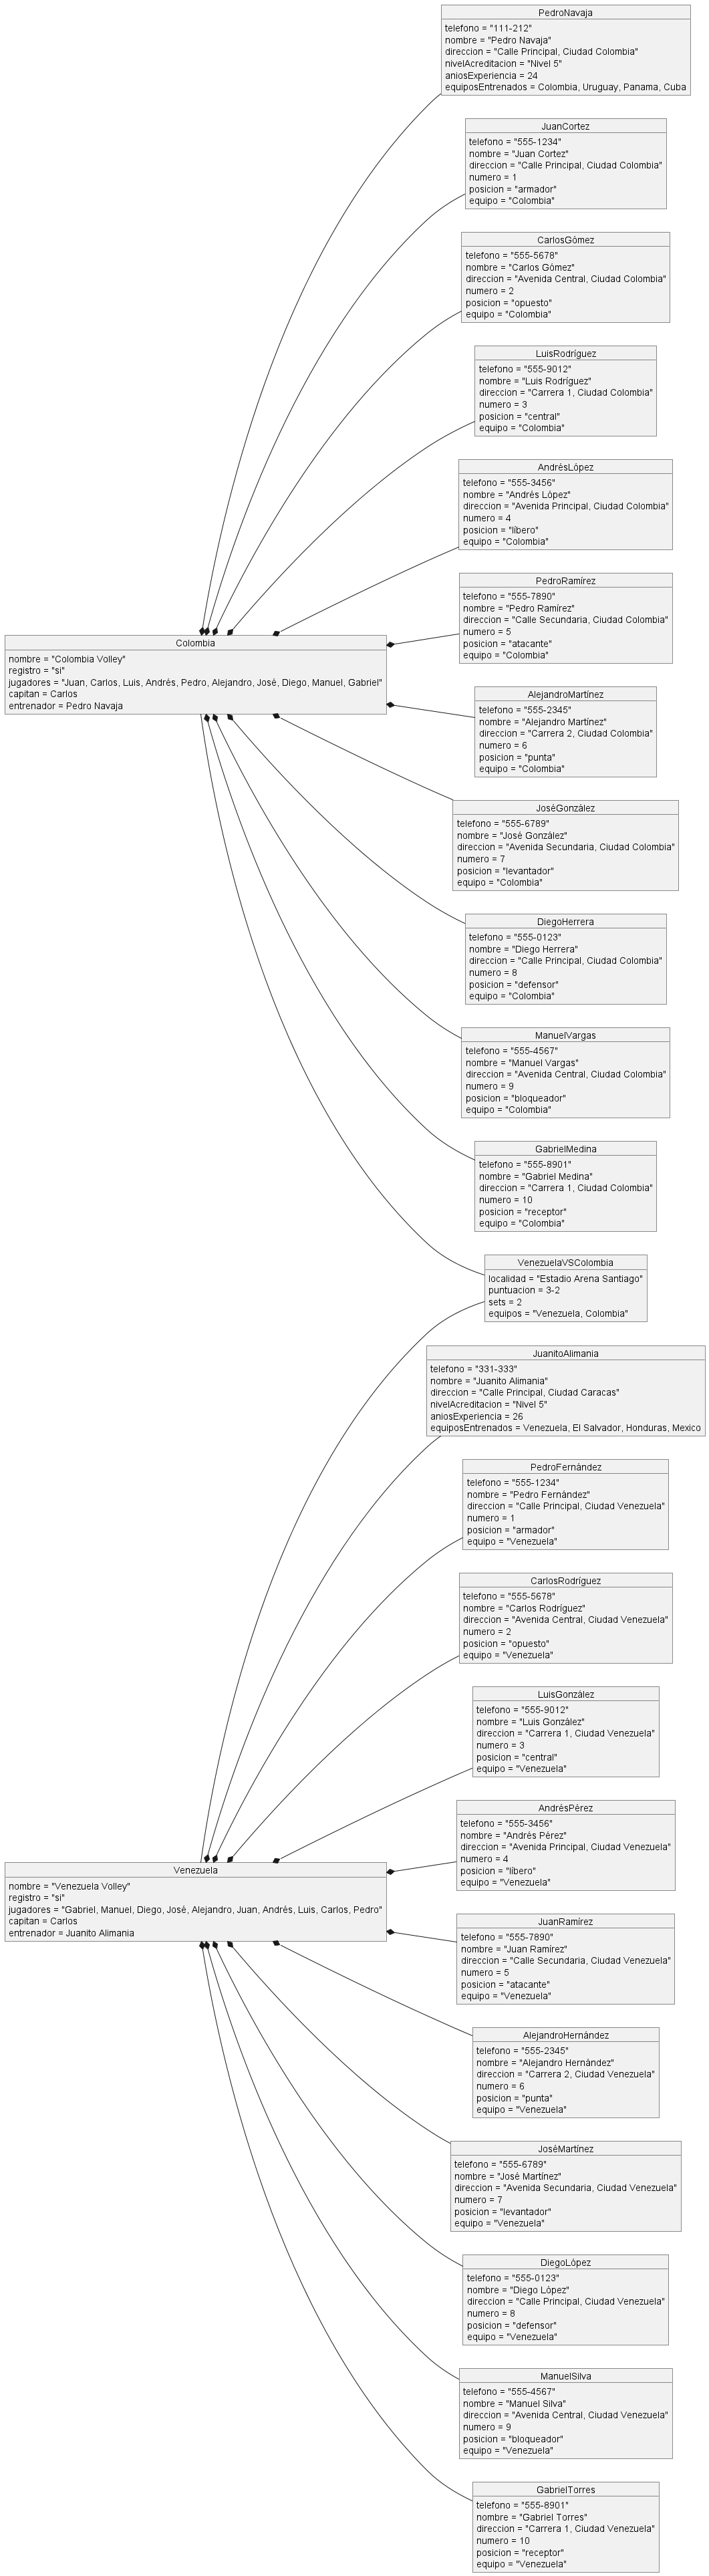 PedroNavaja
telefono = "111-212"
nombre = "Pedro Navaja"
direccion = "Calle Principal, Ciudad Colombia"
nivelAcreditacion = "Nivel 5"
aniosExperiencia = 24
equiposEntrenados = Colombia, Uruguay, Panama, Cuba
JuanCortez
telefono = "555-1234"
nombre = "Juan Cortez"
direccion = "Calle Principal, Ciudad Colombia"
numero = 1
posicion = "armador"
equipo = "Colombia"
CarlosGómez
telefono = "555-5678"
nombre = "Carlos Gómez"
direccion = "Avenida Central, Ciudad Colombia"
numero = 2
posicion = "opuesto"
equipo = "Colombia"
LuisRodríguez
telefono = "555-9012"
nombre = "Luis Rodríguez"
direccion = "Carrera 1, Ciudad Colombia"
numero = 3
posicion = "central"
equipo = "Colombia"
AndrésLópez
telefono = "555-3456"
nombre = "Andrés López"
direccion = "Avenida Principal, Ciudad Colombia"
numero = 4
posicion = "líbero"
equipo = "Colombia"
PedroRamírez
telefono = "555-7890"
nombre = "Pedro Ramírez"
direccion = "Calle Secundaria, Ciudad Colombia"
numero = 5
posicion = "atacante"
equipo = "Colombia"
Colombia
nombre = "Colombia Volley"
registro = "si"
jugadores = "Juan, Carlos, Luis, Andrés, Pedro, Alejandro, José, Diego, Manuel, Gabriel"
capitan = Carlos
entrenador = Pedro Navaja
AlejandroMartínez
telefono = "555-2345"
nombre = "Alejandro Martínez"
direccion = "Carrera 2, Ciudad Colombia"
numero = 6
posicion = "punta"
equipo = "Colombia"
JoséGonzález
telefono = "555-6789"
nombre = "José González"
direccion = "Avenida Secundaria, Ciudad Colombia"
numero = 7
posicion = "levantador"
equipo = "Colombia"
DiegoHerrera
telefono = "555-0123"
nombre = "Diego Herrera"
direccion = "Calle Principal, Ciudad Colombia"
numero = 8
posicion = "defensor"
equipo = "Colombia"
ManuelVargas
telefono = "555-4567"
nombre = "Manuel Vargas"
direccion = "Avenida Central, Ciudad Colombia"
numero = 9
posicion = "bloqueador"
equipo = "Colombia"
GabrielMedina
telefono = "555-8901"
nombre = "Gabriel Medina"
direccion = "Carrera 1, Ciudad Colombia"
numero = 10
posicion = "receptor"
equipo = "Colombia"
VenezuelaVSColombia
localidad = "Estadio Arena Santiago"
puntuacion = 3-2
sets = 2
equipos = "Venezuela, Colombia"
JuanitoAlimania
telefono = "331-333"
nombre = "Juanito Alimania"
direccion = "Calle Principal, Ciudad Caracas"
nivelAcreditacion = "Nivel 5"
aniosExperiencia = 26
equiposEntrenados = Venezuela, El Salvador, Honduras, Mexico
PedroFernández
telefono = "555-1234"
nombre = "Pedro Fernández"
direccion = "Calle Principal, Ciudad Venezuela"
numero = 1
posicion = "armador"
equipo = "Venezuela"
CarlosRodríguez
telefono = "555-5678"
nombre = "Carlos Rodríguez"
direccion = "Avenida Central, Ciudad Venezuela"
numero = 2
posicion = "opuesto"
equipo = "Venezuela"
LuisGonzález
telefono = "555-9012"
nombre = "Luis González"
direccion = "Carrera 1, Ciudad Venezuela"
numero = 3
posicion = "central"
equipo = "Venezuela"
AndrésPérez
telefono = "555-3456"
nombre = "Andrés Pérez"
direccion = "Avenida Principal, Ciudad Venezuela"
numero = 4
posicion = "líbero"
equipo = "Venezuela"
Venezuela
nombre = "Venezuela Volley"
registro = "si"
jugadores = "Gabriel, Manuel, Diego, José, Alejandro, Juan, Andrés, Luis, Carlos, Pedro"
capitan = Carlos
entrenador = Juanito Alimania
JuanRamírez
telefono = "555-7890"
nombre = "Juan Ramírez"
direccion = "Calle Secundaria, Ciudad Venezuela"
numero = 5
posicion = "atacante"
equipo = "Venezuela"
AlejandroHernández
telefono = "555-2345"
nombre = "Alejandro Hernández"
direccion = "Carrera 2, Ciudad Venezuela"
numero = 6
posicion = "punta"
equipo = "Venezuela"
JoséMartínez
telefono = "555-6789"
nombre = "José Martínez"
direccion = "Avenida Secundaria, Ciudad Venezuela"
numero = 7
posicion = "levantador"
equipo = "Venezuela"
DiegoLópez
telefono = "555-0123"
nombre = "Diego López"
direccion = "Calle Principal, Ciudad Venezuela"
numero = 8
posicion = "defensor"
equipo = "Venezuela"
ManuelSilva
telefono = "555-4567"
nombre = "Manuel Silva"
direccion = "Avenida Central, Ciudad Venezuela"
numero = 9
posicion = "bloqueador"
equipo = "Venezuela"
GabrielTorres
telefono = "555-8901"
nombre = "Gabriel Torres"
direccion = "Carrera 1, Ciudad Venezuela"
numero = 10
posicion = "receptor"
equipo = "Venezuela"